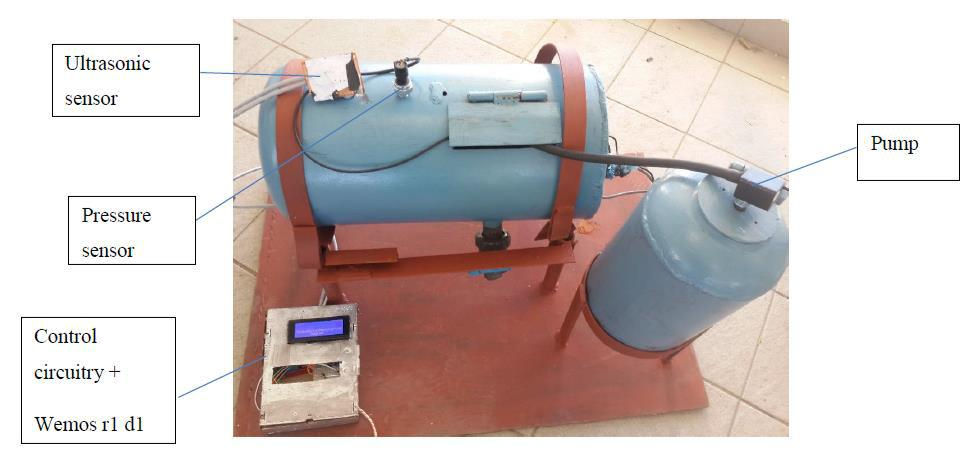 Ultrasonic
sensor
Pressure
sensor
Control
circuitry +
Wemos r1 d1
Pump